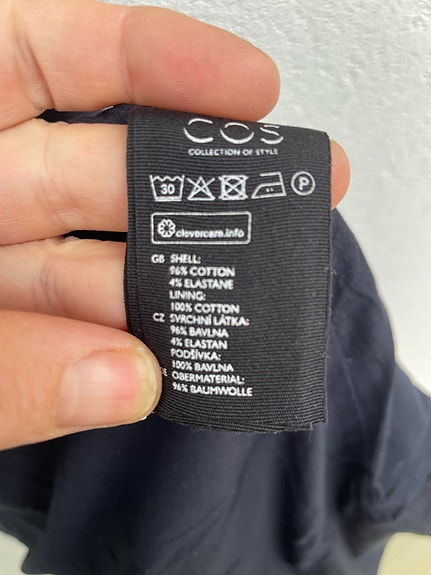 COS
COLLECTION OF STYLE
30 P
clevercare.info
GB SHELL:
96% COTTON
4% ELASTANE
LINING:
100% COTTON
CZ SVRCHNÍ LÁTKA:
96% BAVLNA
4% ELASTAN
PODŠÍVKA:
100% BAVLNA
OBERMATERIAL:
96% BAUMWOLLE